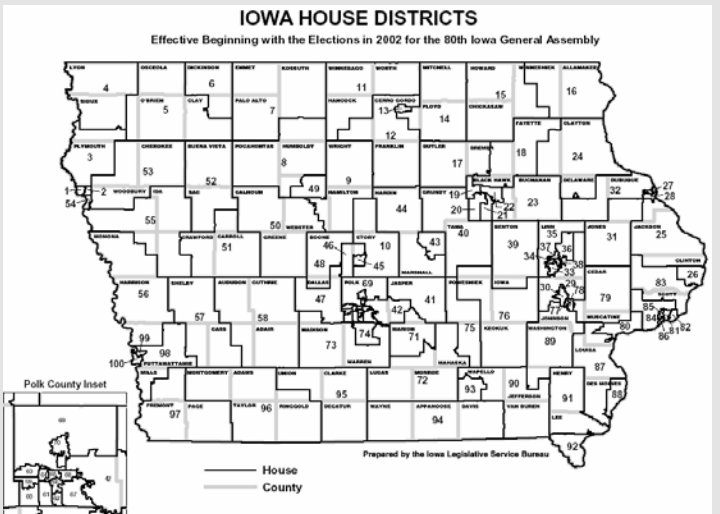 IOWA HOUSE DISTRICTS
Effective Beginning with the Elections in 2002 for the 80th Iowa General Assembly
LYON OSCEOLA DICKINSON EMMET KOSSUTH WINNEBAGO WORTH MITCHELL HOWARD WINNESHIEK ALLAMAKEE
4 6 11 15 16
SIOUX O'BRIEN CLAY PALO ALTO HANCOCK CERRO GORDO FLOYD CHICKASAW
5 7 13 14
12 FAYETTE CLAYTON
PLYMOUTH CHEROKEE BUENA VISTA POCAHONTAS HUMBOLDT WRIGHT FRANKLIN BUTLER BREMER
3 53 52 8 9 17 18 24
1 2 WOODBURY IDA SAC CALHOUN 49 HAMILTON HARDIN GRUNDY BLACK HAWK BUCHANAN DELAWARE DUBUQUE
54 44 19 22 23 32 27
20 21 28
55 50 WEBSTER
MONONA CRAWFORD CARROLL GREENE BOONE STORY TAMA BENTON LINN JONES JACKSON
51 46 10 43 40 39 35 31 25
48 45 MARSHALL 34 37 36 38 33 CLINTON
HARRISON SHELBY AUDUBON GUTHRIE DALLAS POLK 69 JASPER POWESHIEK IOWA CEDAR
56 47 42 41 30 29 78 79 83 26
57 58 77 SCOTT
CASS ADAIR MADISON WARREN MARION MAHASKA KEOKUK WASHINGTON JOHNSON MUSCATINE
99 73 74 71 75 76 89 80 85 84 86 81 82
100 98 POTTAWATTAMIE LOUISA
MILLS MONTGOMERY ADAMS UNION CLARKE LUCAS MONROE WAPELLO JEFFERSON HENRY DES MOINES
95 72 93 90 91 87 88
FREMONT PAGE TAYLOR RINGGOLD DECATUR WAYNE APPANOOSE DAVIS VAN BUREN LEE
97 96 94 92
Polk County Inset
Prepared by the Iowa Legislative Service Bureau
House
County